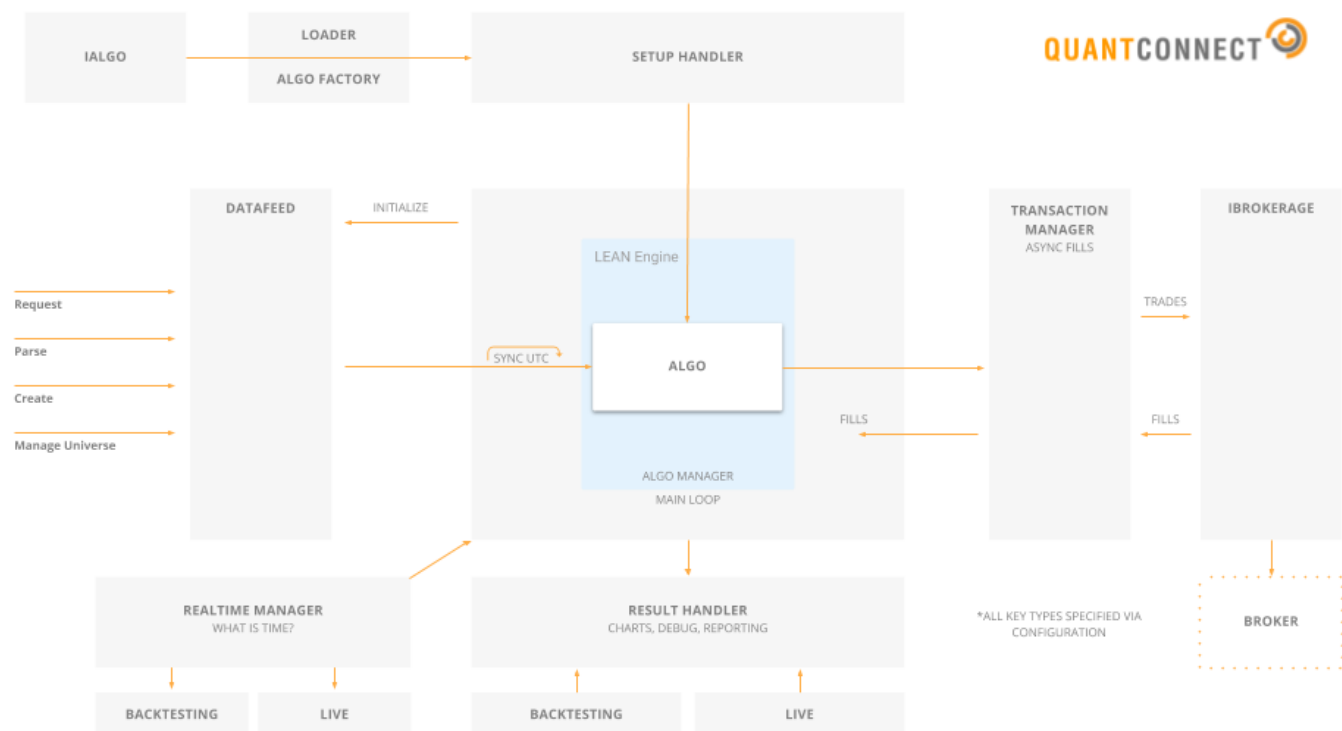 IALGO
LOADER
ALGO FACTORY
SETUP HANDLER
QUANTCONNECT
DATAFEED
INITIALIZE
TRANSACTION
MANAGER
ASYNC FILLS
IBROKERAGE
LEAN Engine
Request
Parse
Create
Manage Universe
SYNC UTC
ALGO
TRADES
FILLS
FILLS
ALGO MANAGER
MAIN LOOP
REALTIME MANAGER
WHAT IS TIME?
RESULT HANDLER
CHARTS, DEBUG, REPORTING
*ALL KEY TYPES SPECIFIED VIA
CONFIGURATION
BROKER
BACKTESTING
LIVE
BACKTESTING
LIVE